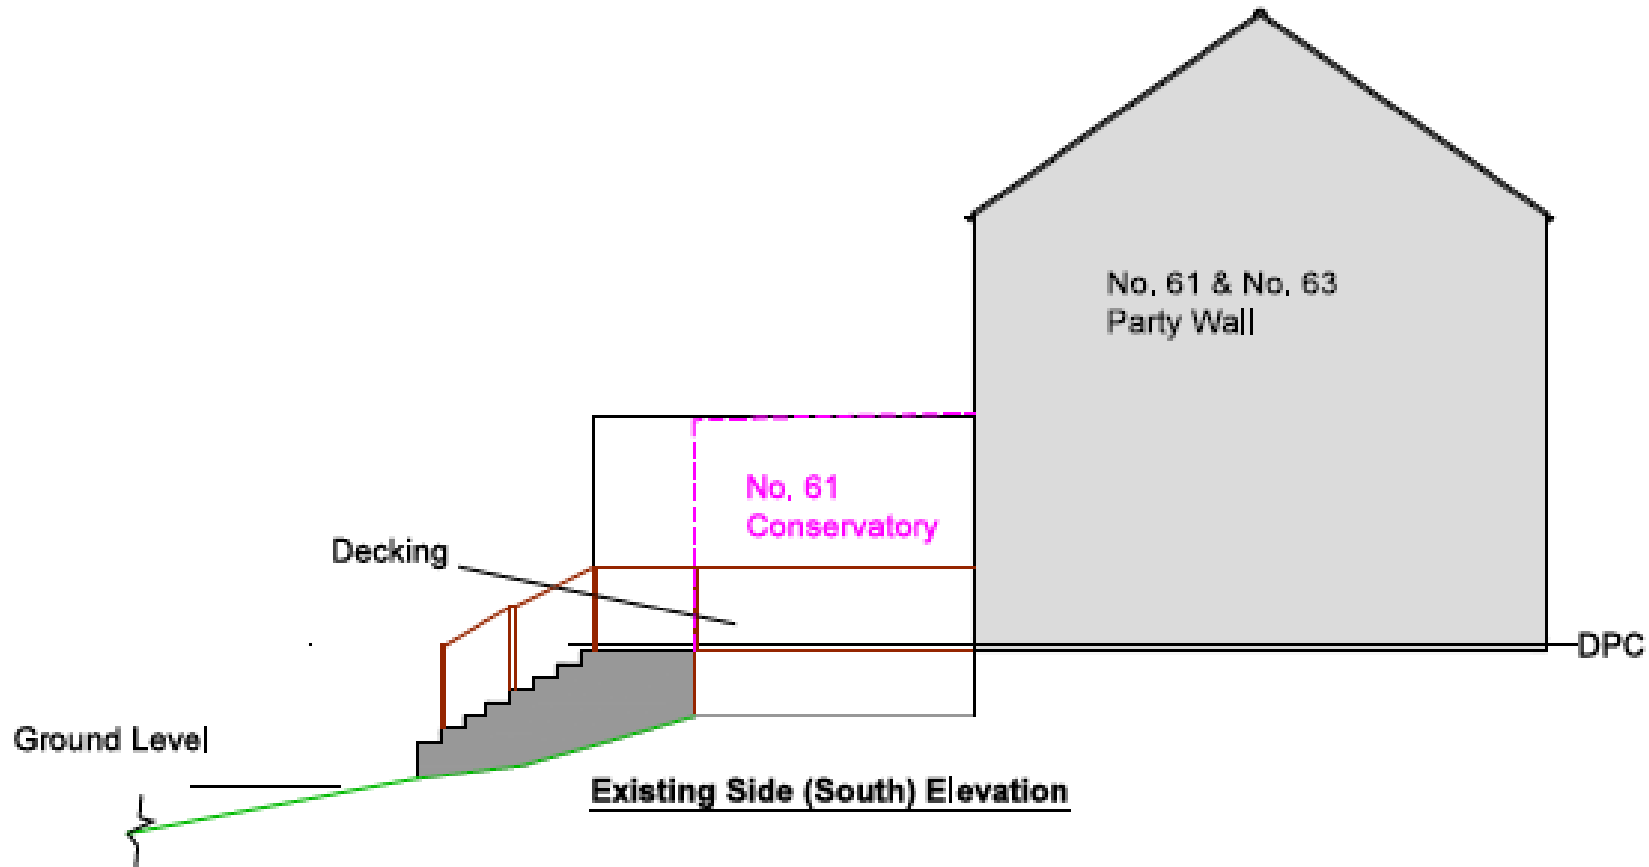 No. 61 & No. 63
Party Wall
No. 61
Conservatory
Decking
DPC
Ground Level
Existing Side (South) Elevation